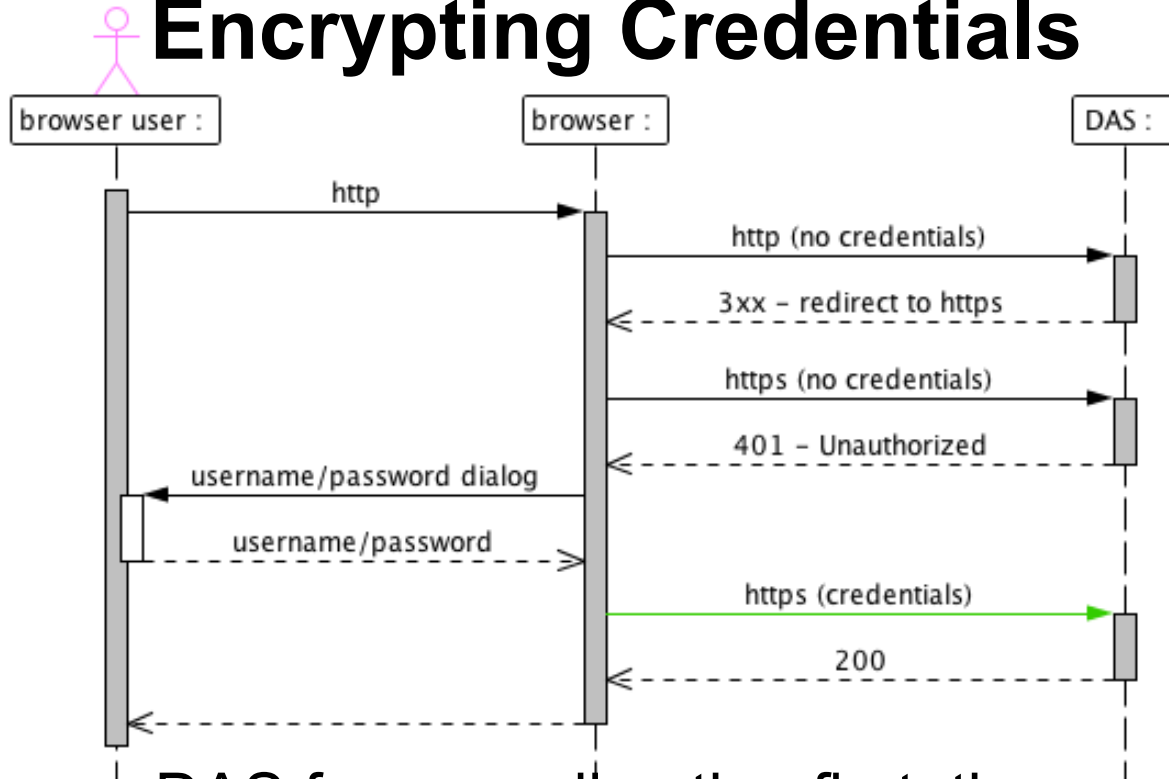 Encrypting Credentials
browser user :
browser :
DAS :
http
http (no credentials)
3xx – redirect to https
https (no credentials)
401 – Unauthorized
username/password dialog
username/password
https (credentials)
200